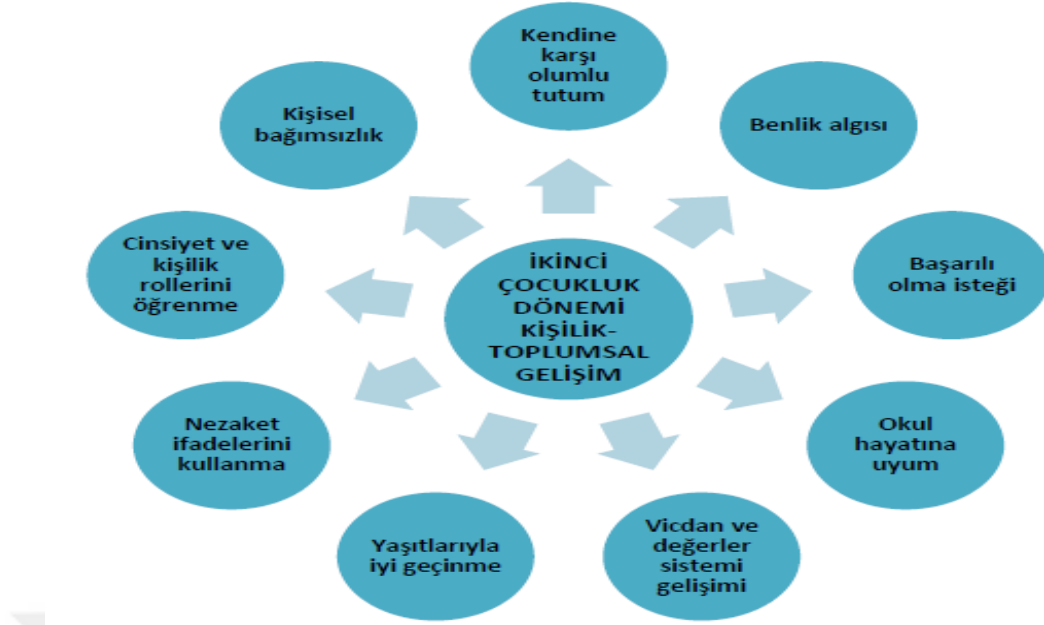 Kendine
karşı
olumlu
tutum
Benlik algısı
Başarılı
olma isteği
Okul
hayatına
uyum
Vicdan ve
değerler
sistemi
gelişimi
Yaşıtlarıyla
iyi geçinme
Nezaket
ifadelerini
kullanma
Cinsiyet ve
kişilik
rollerini
öğrenme
Kişisel
bağımsızlık
İKİNCİ
ÇOCUKLUK
DÖNEMİ
KİŞİLİK-
TOPLUMSAL
GELİŞİM